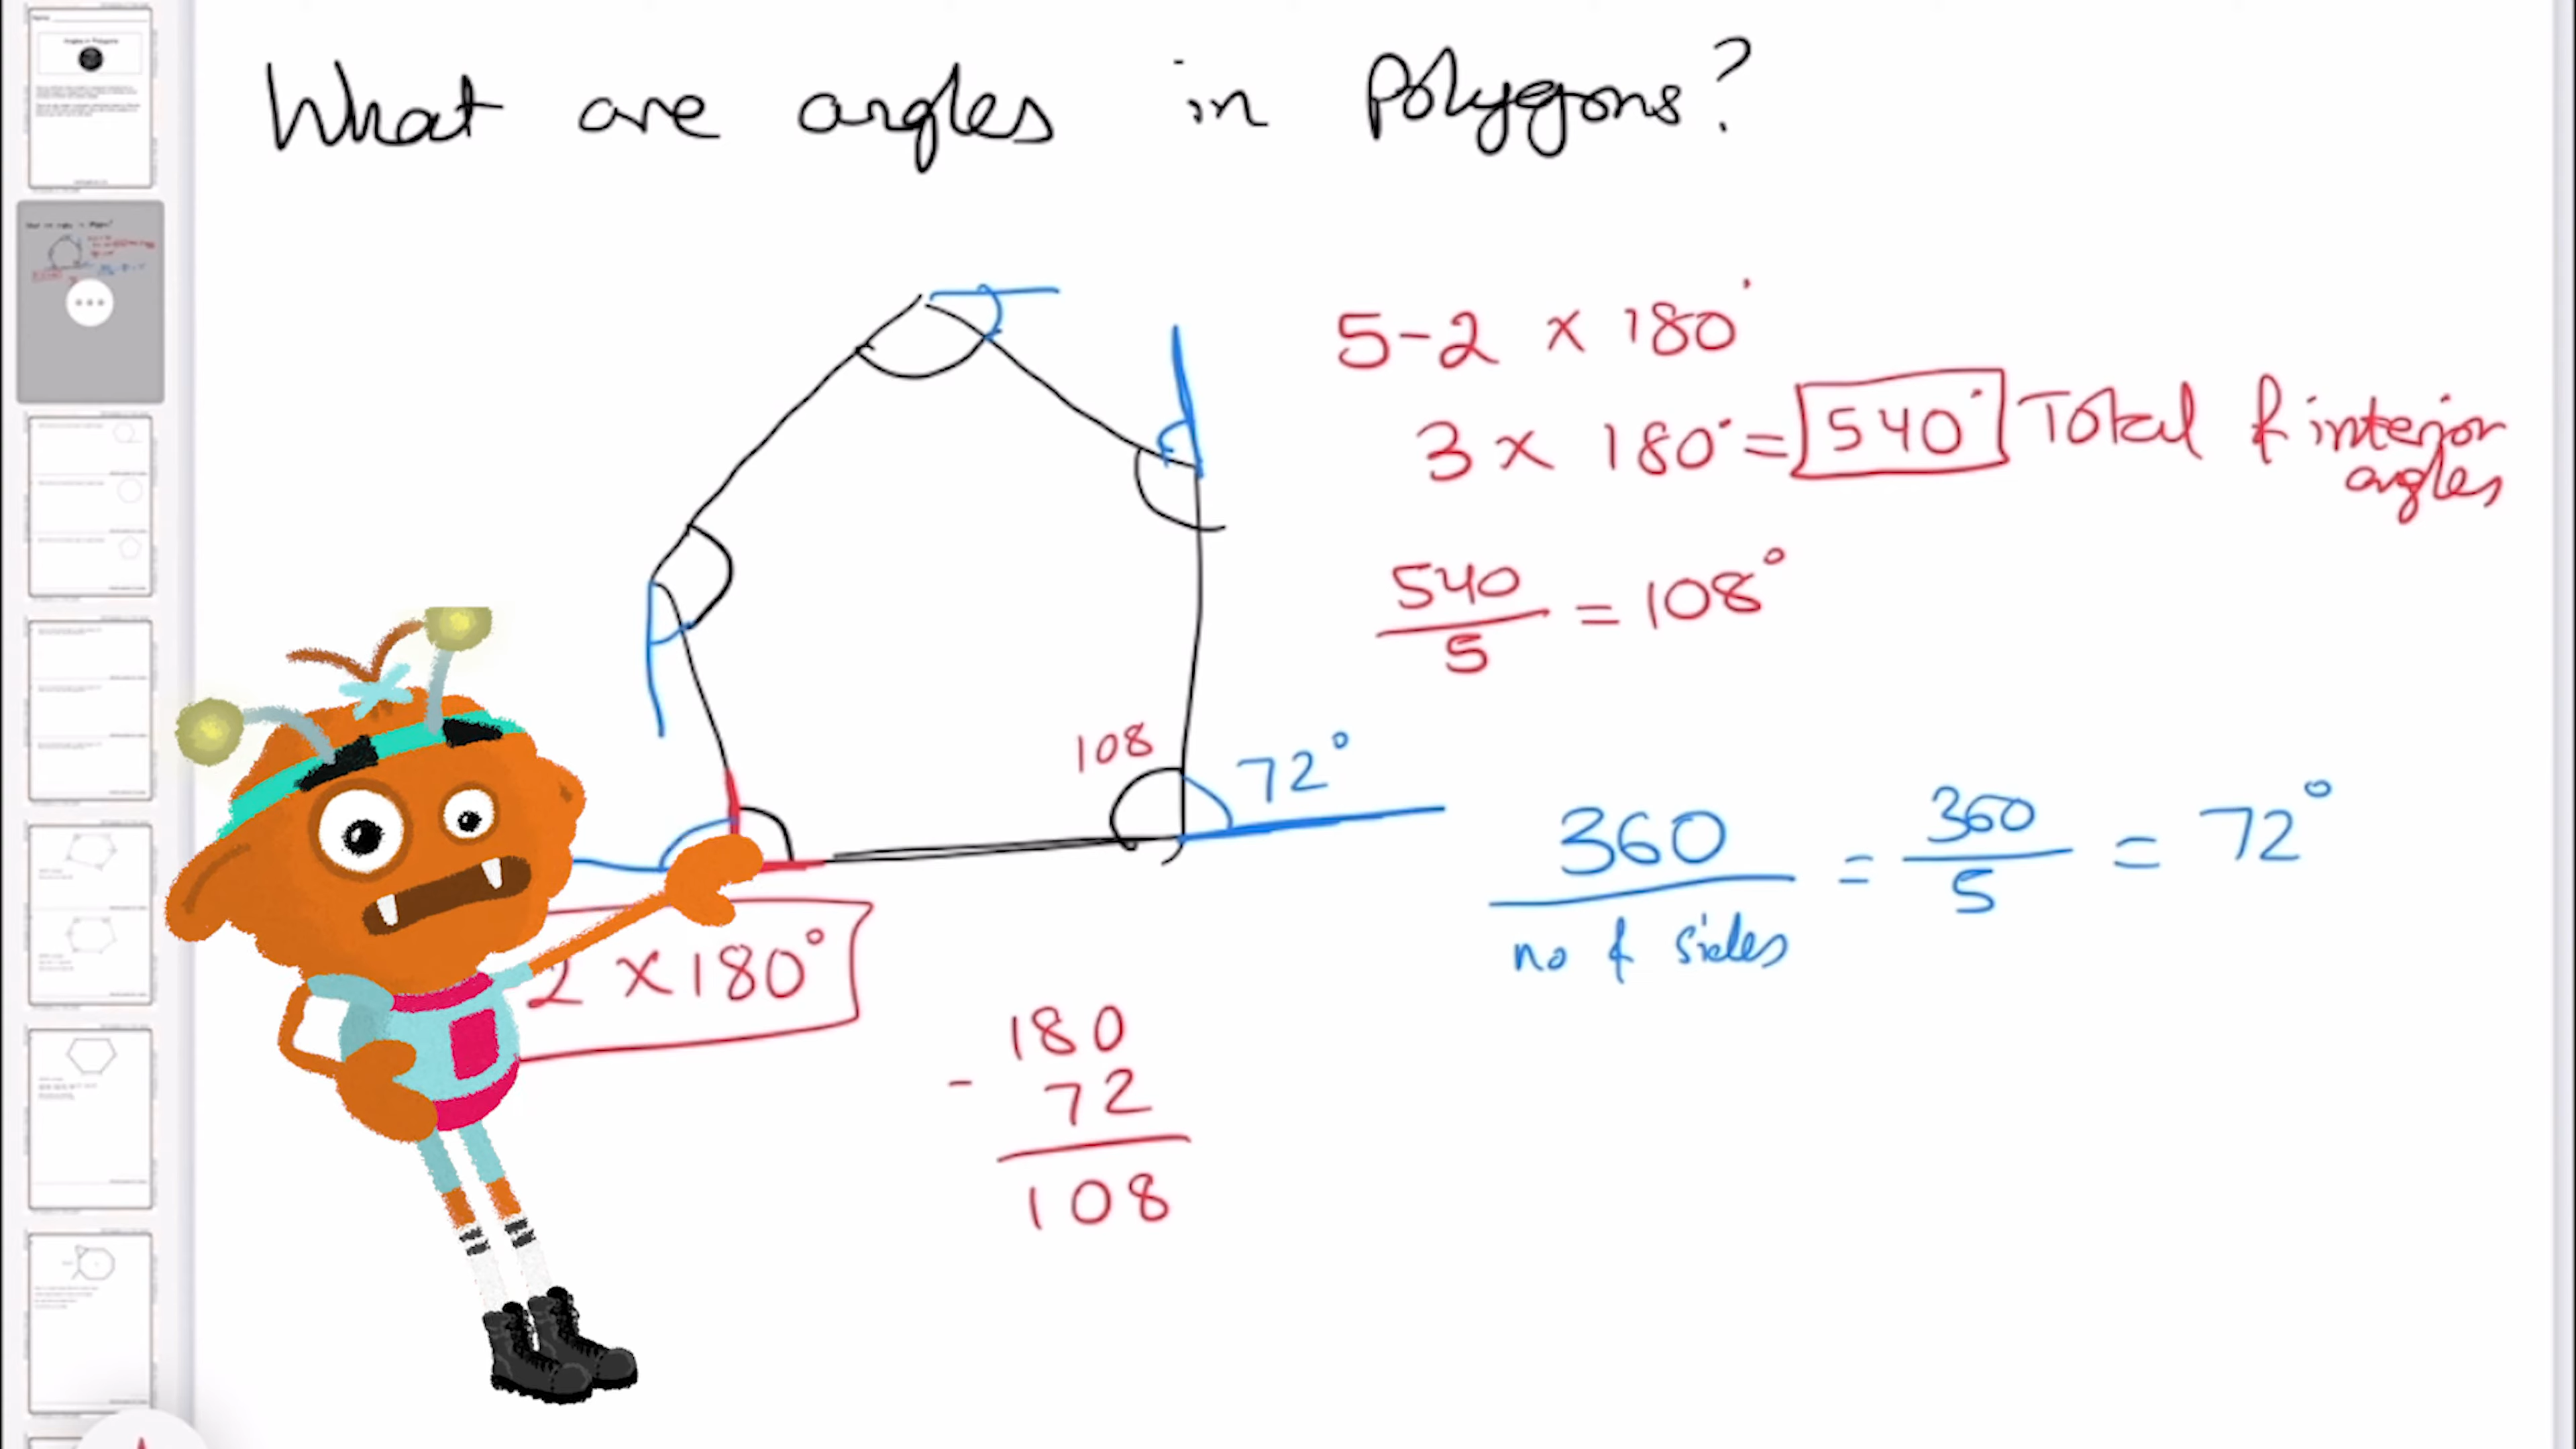 What are angles in Polygons?
5-2 x 180°
3 x 180° = 540° Total of interior angles
540/5 = 108°
108
72°
360/no of sides = 360/5 = 72°
2 x 180°
180
- 72
108